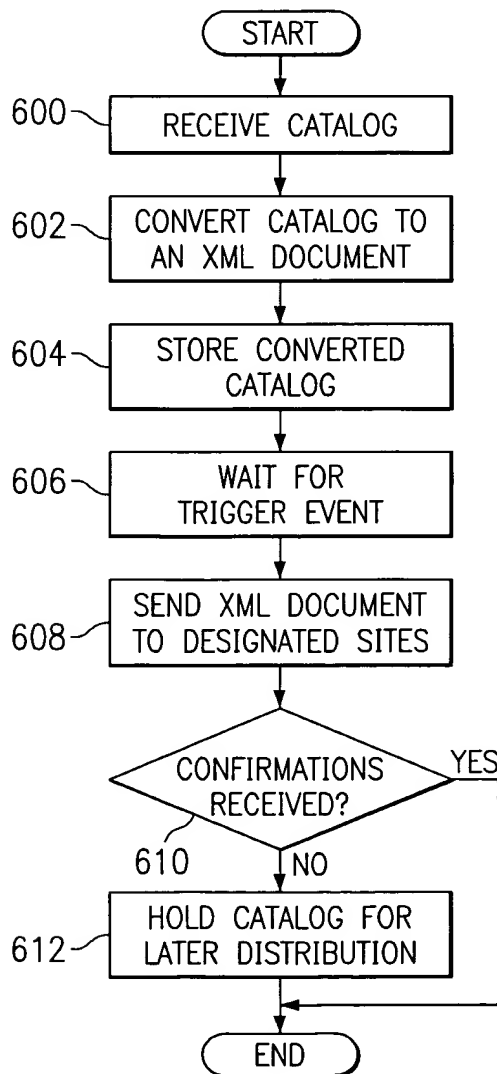 START
600
RECEIVE CATALOG
602
CONVERT CATALOG TO
AN XML DOCUMENT
604
STORE CONVERTED
CATALOG
606
WAIT FOR
TRIGGER EVENT
608
SEND XML DOCUMENT
TO DESIGNATED SITES
CONFIRMATIONS
RECEIVED?
YES
610
NO
612
HOLD CATALOG FOR
LATER DISTRIBUTION
END